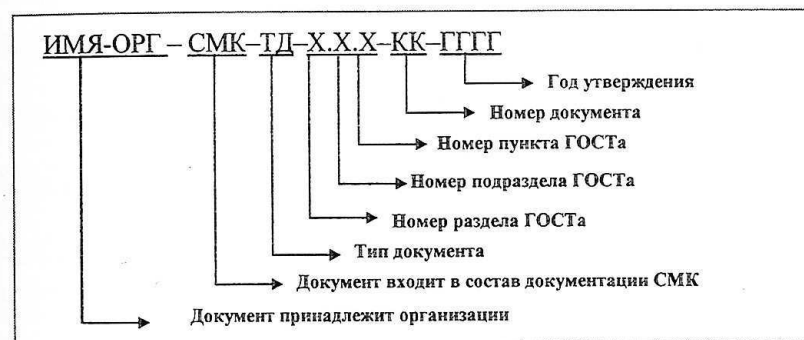 ИМЯ-ОРГ – СМК–ТД–Х.Х.Х–КК–ГГГГ
Год утверждения
Номер документа
Номер пункта ГОСТа
Номер подраздела ГОСТа
Номер раздела ГОСТа
Тип документа
Документ входит в состав документации СМК
Документ принадлежит организации